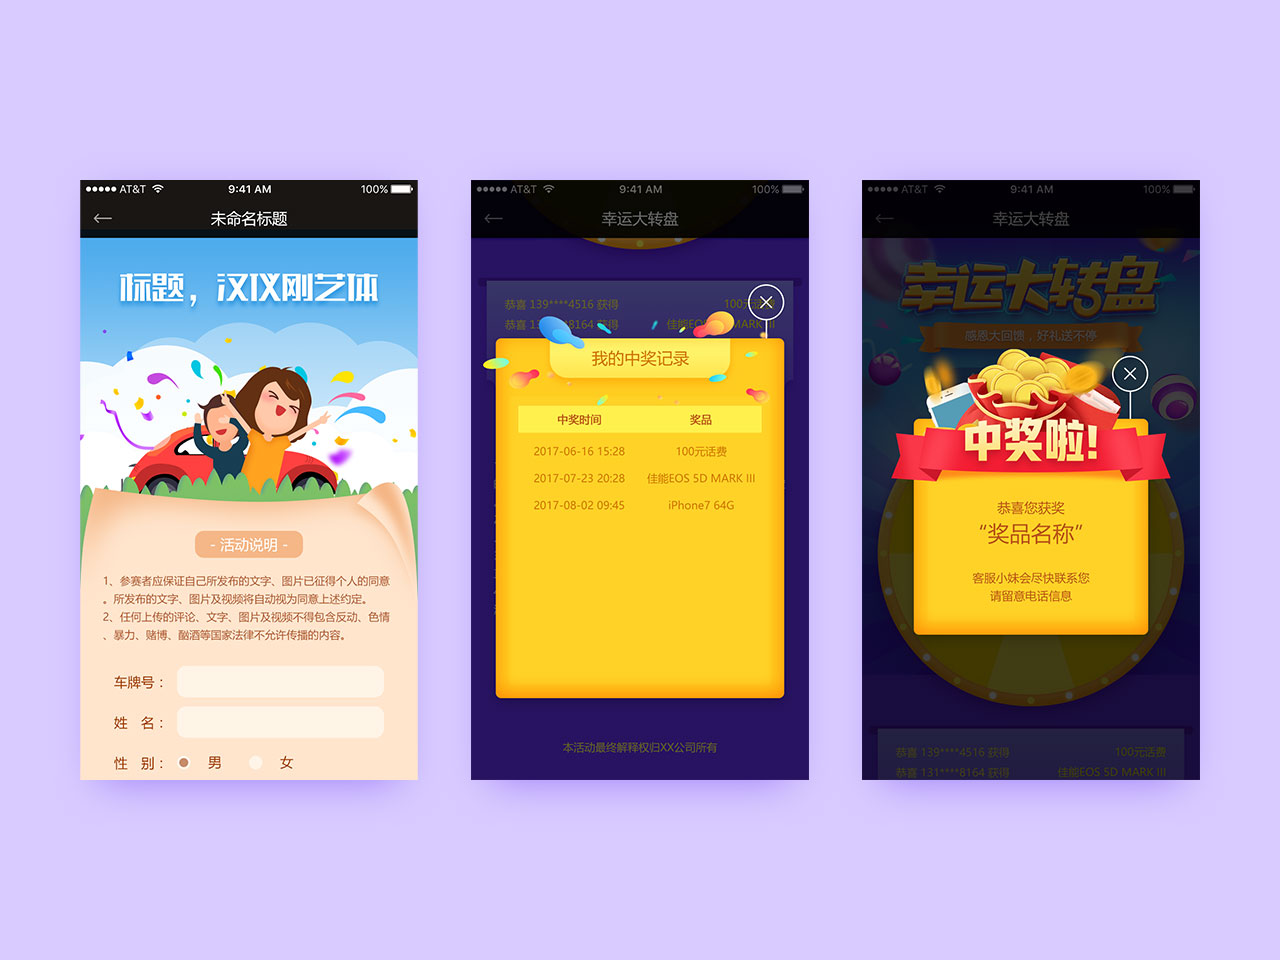 AT&T 9:41 AM 100%
未命名标题
标题，汉仪刚艺体
- 活动说明 -
1、参赛者应保证自己所发布的文字、图片已征得个人的同意
。所发布的文字、图片及视频将自动视为同意上述约定。
2、任何上传的评论、文字、图片及视频不得包含反动、色情
、暴力、赌博、酗酒等国家法律不允许传播的内容。
车牌号：
姓 名：
性 别： 男 女
AT&T 9:41 AM 100%
幸运大转盘
恭喜 139****4516 获得 100元话费
恭喜 131****8164 获得 佳能EOS 5D MARK III
我的中奖记录
中奖时间 奖品
2017-06-16 15:28 100元话费
2017-07-23 20:28 佳能EOS 5D MARK III
2017-08-02 09:45 iPhone7 64G
本活动最终解释权归XX公司所有
AT&T 9:41 AM 100%
幸运大转盘
幸运大转盘
感恩大回馈，好礼送不停
中奖啦!
恭喜您获奖
“奖品名称”
客服小妹会尽快联系您
请留意电话信息
恭喜 139****4516 获得 100元话费
恭喜 131****8164 获得 佳能EOS 5D MARK III